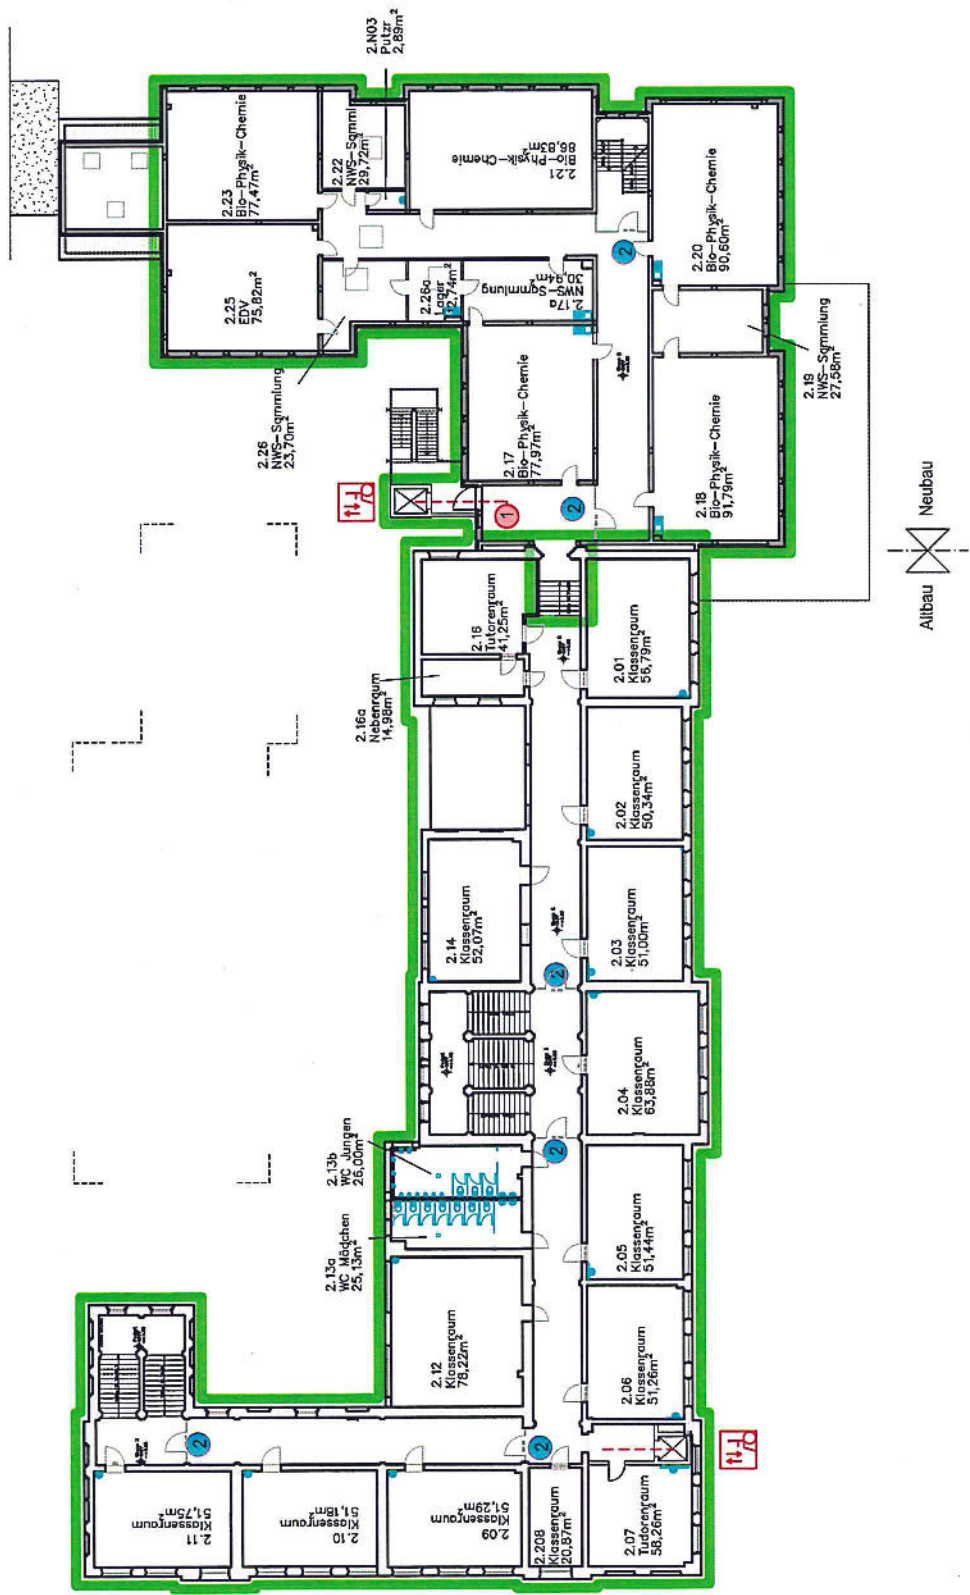 2.N03
Putzr
2,89m²
2.23
Bio-Physik-Chemie
77,47m²
2.22
NWS-Samml
29,72m²
2.21
Bio-Physik-Chemie
86,83m²
2.25
EDV
75,82m²
2.26a
Lager
12,74m²
2.17a
NWS-Sammlung
30,94m²
2
2.20
Bio-Physik-Chemie
90,60m²
2.26
NWS-Sammlung
23,70m²
2.17
Bio-Physik-Chemie
77,97m²
2.19
NWS-Sammlung
27,58m²
1
2
2.18
Bio-Physik-Chemie
91,79m²
Altbau
Neubau
2.16
Tutorenraum
41,25m²
2.16a
Nebenraum
14,98m²
2.01
Klassenraum
56,79m²
2.02
Klassenraum
50,34m²
2.14
Klassenraum
52,07m²
2.03
Klassenraum
51,00m²
2
2.04
Klassenraum
63,88m²
2
2.13b
WC Jungen
26,00m²
2.13a
WC Mädchen
25,13m²
2.05
Klassenraum
51,44m²
2.12
Klassenraum
78,22m²
2.06
Klassenraum
51,26m²
2
2
2.11
Klassenraum
51,75m²
2.10
Klassenraum
51,18m²
2.09
Klassenraum
51,29m²
2.208
Klassenraum
20,87m²
2.07
Tudorenraum
58,26m²